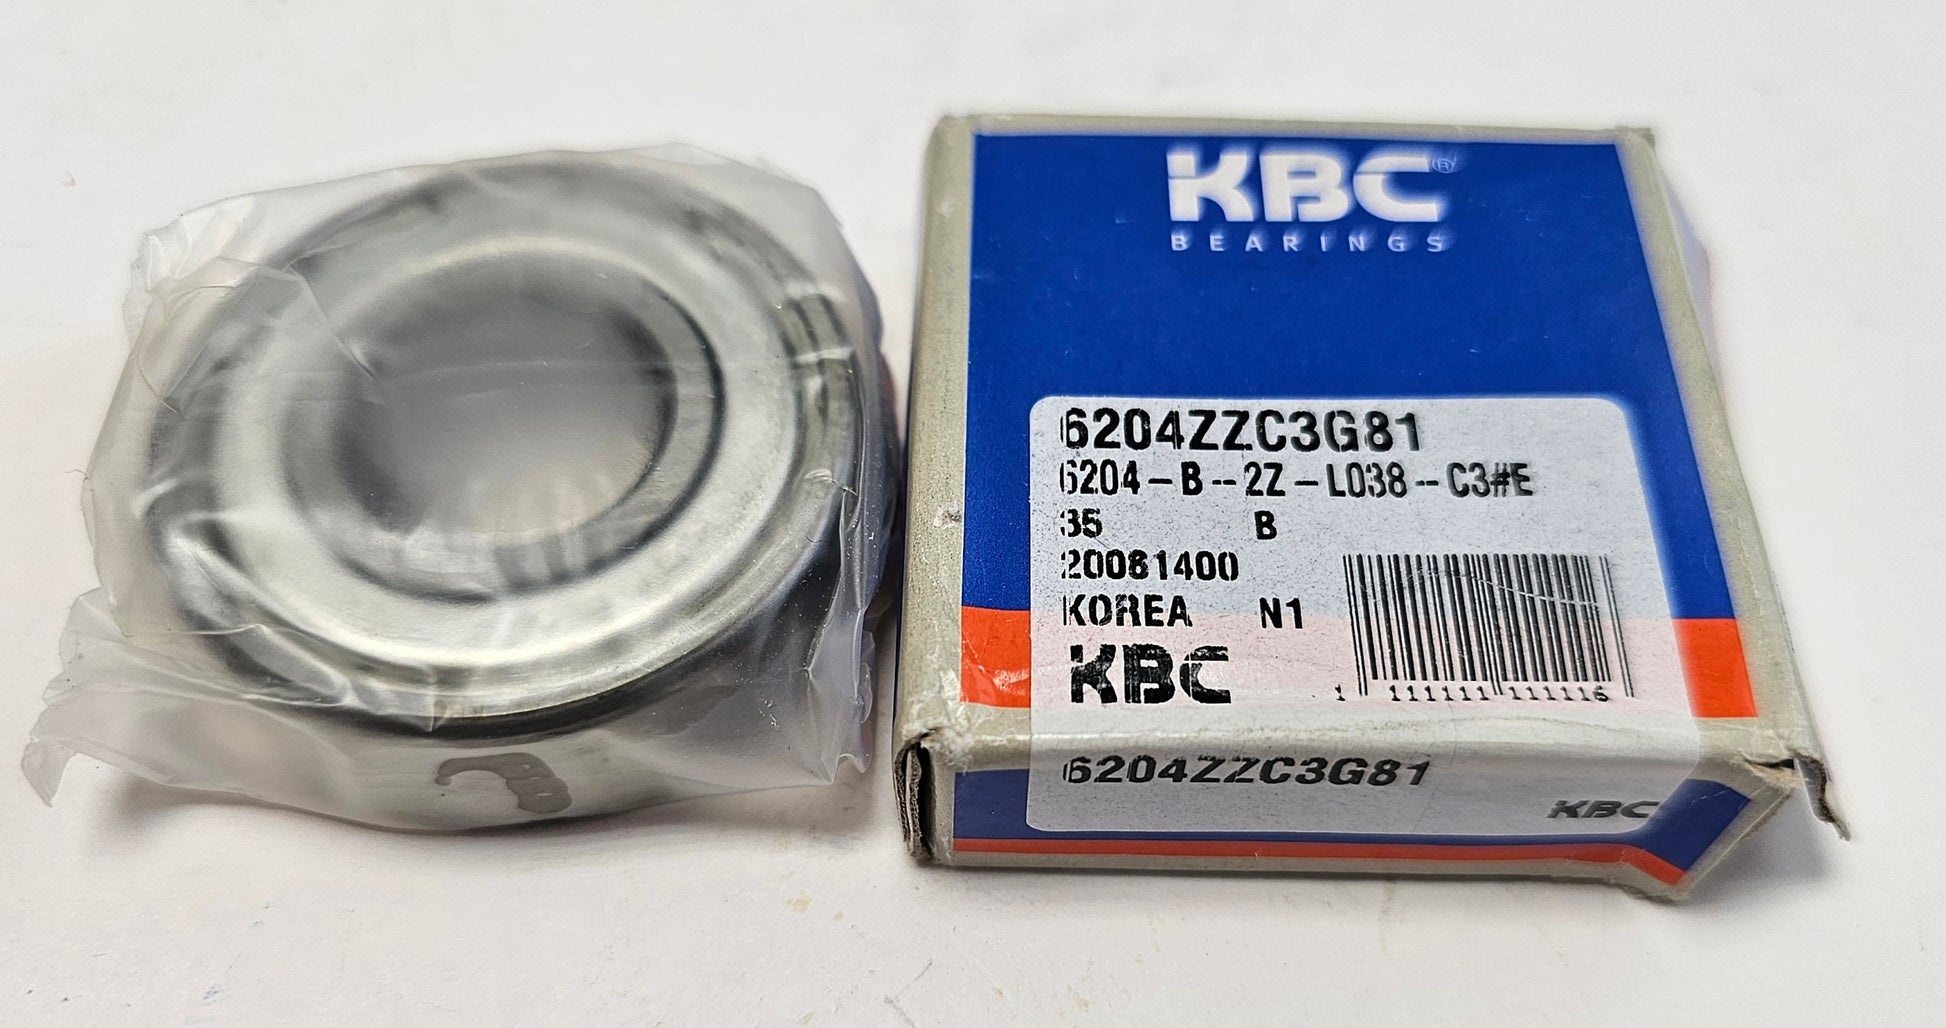 KBC®
BEARINGS
6204ZZC3G81
6204-B--2Z-L038--C3#E
35 B
20081400
KOREA N1
KBC
1 111111 111116
6204ZZC3G81
KBC